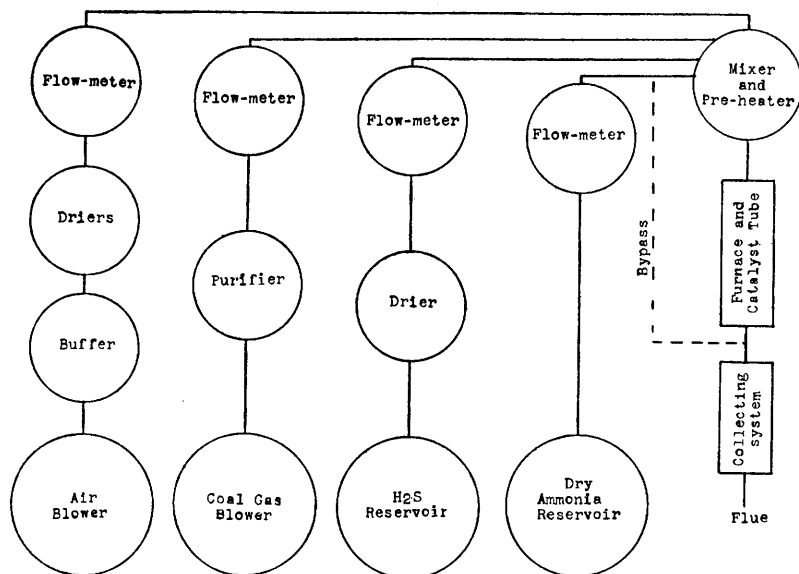 Flow-meter
Driers
Buffer
Air
Blower
Flow-meter
Purifier
Coal Gas
Blower
Flow-meter
Drier
H2S
Reservoir
Flow-meter
Dry
Ammonia
Reservoir
Bypass
Mixer
and
Pre-heater
Furnace and
Catalyst Tube
Collecting
system
Flue